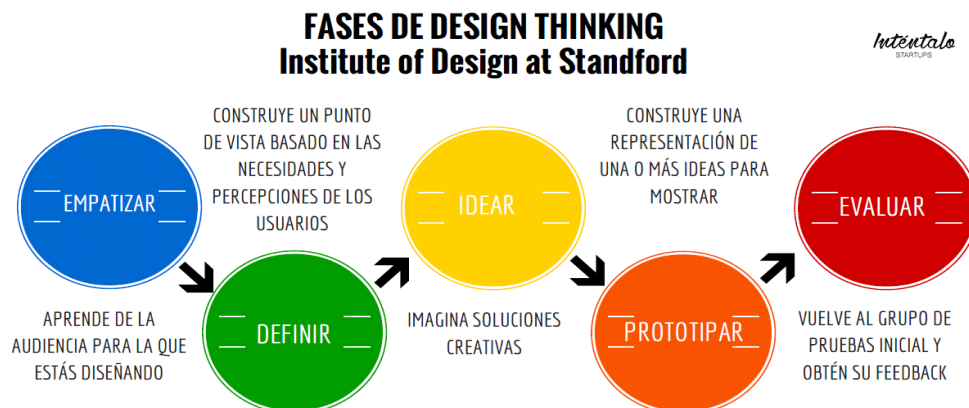 FASES DE DESIGN THINKING
Institute of Design at Standford
Inténtalo
STARTUPS
EMPATIZAR
APRENDE DE LA
AUDIENCIA PARA LA QUE
ESTÁS DISEÑANDO
CONSTRUYE UN PUNTO
DE VISTA BASADO EN LAS
NECESIDADES Y
PERCEPCIONES DE LOS
USUARIOS
DEFINIR
IDEAR
IMAGINA SOLUCIONES
CREATIVAS
CONSTRUYE UNA
REPRESENTACIÓN DE
UNA O MÁS IDEAS PARA
MOSTRAR
PROTOTIPAR
EVALUAR
VUELVE AL GRUPO DE
PRUEBAS INICIAL Y
OBTÉN SU FEEDBACK